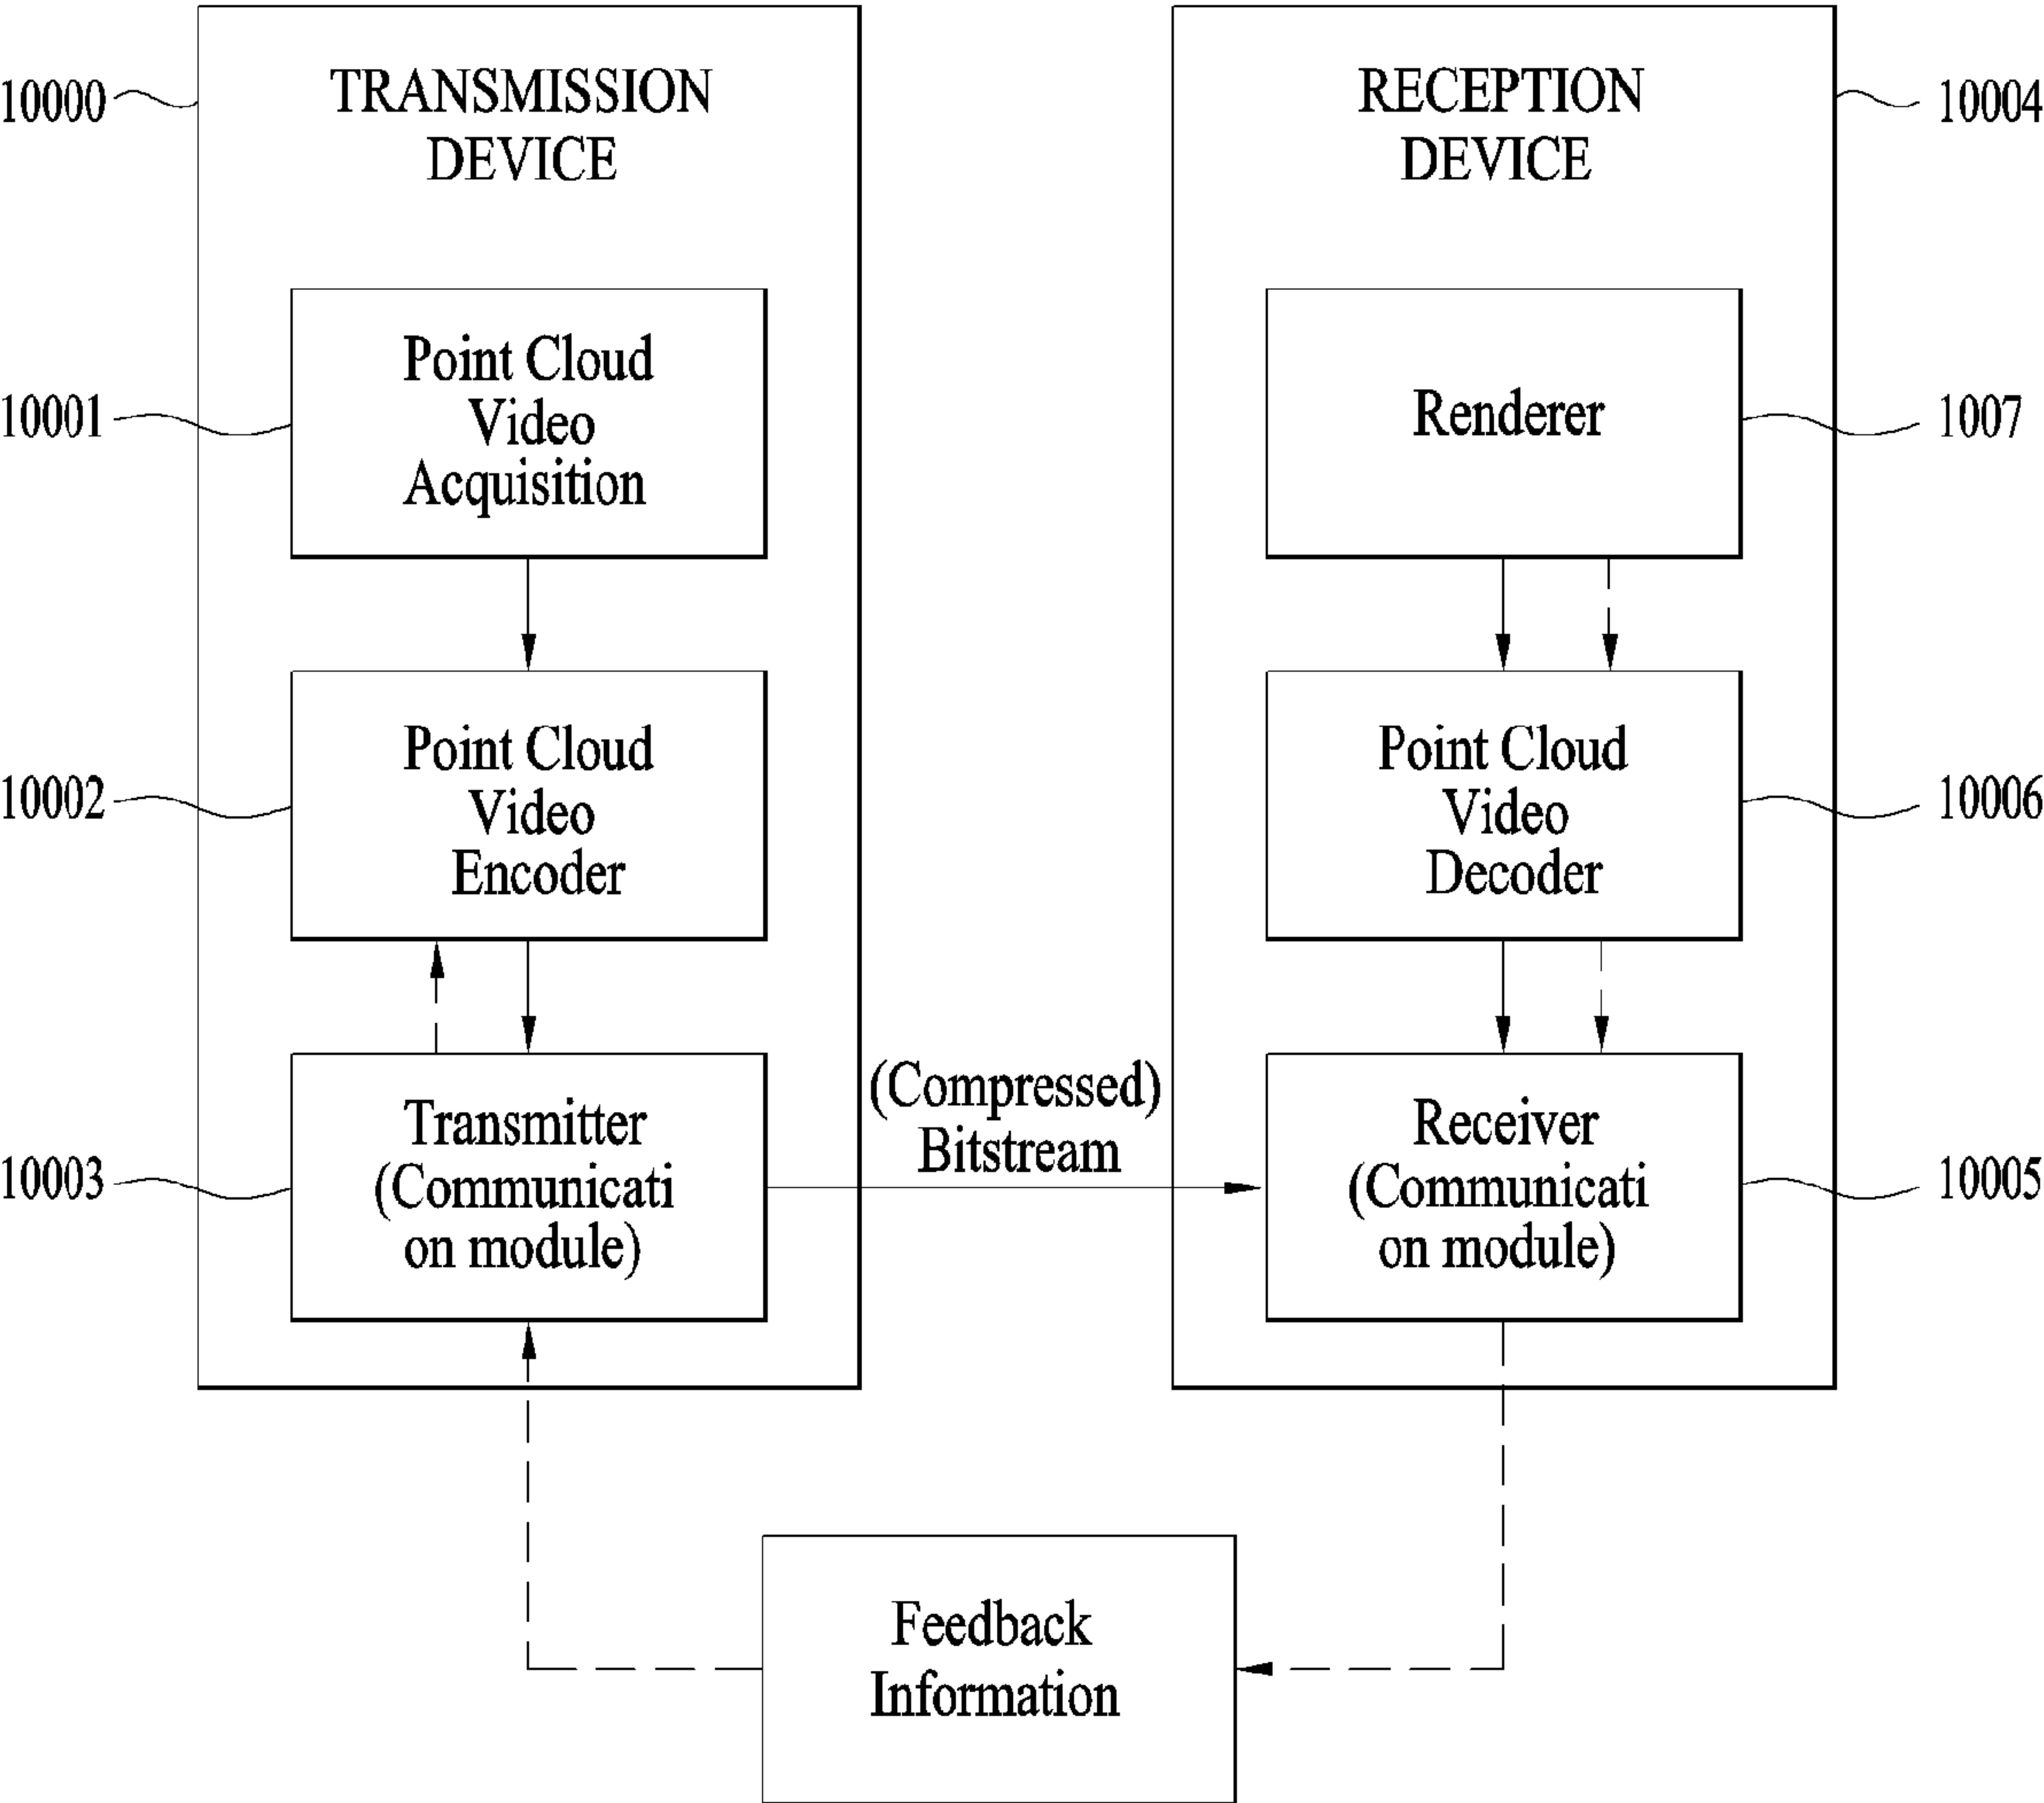 10000
TRANSMISSION
DEVICE
10001
Point Cloud
Video
Acquisition
10002
Point Cloud
Video
Encoder
10003
Transmitter
(Communicati
on module)
(Compressed)
Bitstream
RECEPTION
DEVICE
10004
Renderer
1007
Point Cloud
Video
Decoder
10006
Receiver
(Communicati
on module)
10005
Feedback
Information